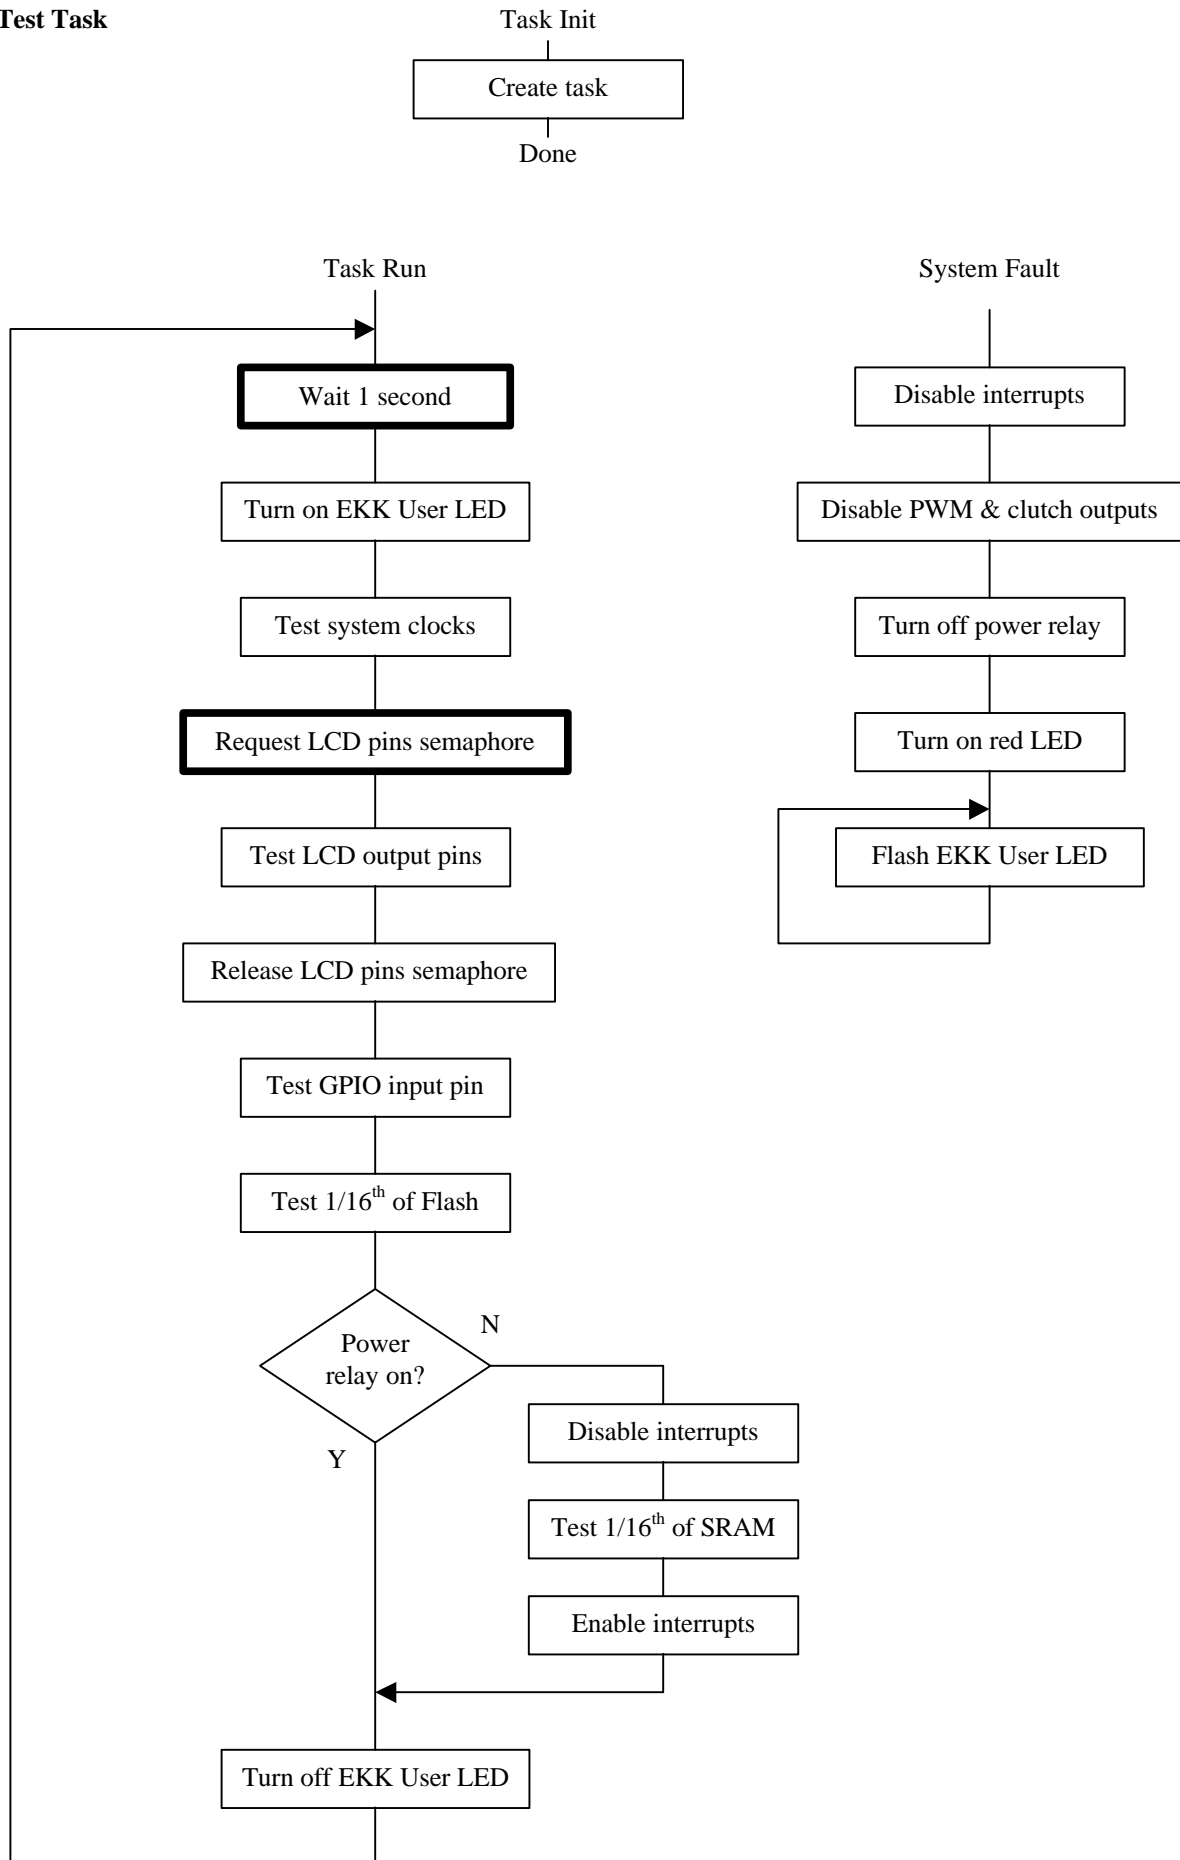 Test Task
Task Init
Create task
Done
Task Run
Wait 1 second
Turn on EKK User LED
Test system clocks
Request LCD pins semaphore
Test LCD output pins
Release LCD pins semaphore
Test GPIO input pin
Test 1/16th of Flash
Power
relay on?
N
Y
Disable interrupts
Test 1/16th of SRAM
Enable interrupts
Turn off EKK User LED
System Fault
Disable interrupts
Disable PWM & clutch outputs
Turn off power relay
Turn on red LED
Flash EKK User LED